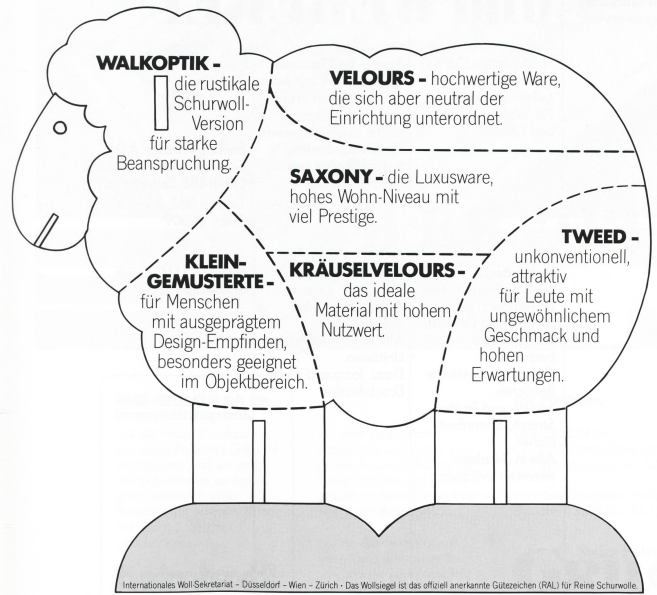 WALKOPTIK -
die rustikale
Schurwoll-
Version
für starke
Beanspruchung.
VELOURS - hochwertige Ware,
die sich aber neutral der
Einrichtung unterordnet.
SAXONY - die Luxusware,
hohes Wohn-Niveau mit
viel Prestige.
KLEIN-
GEMUSTERTE -
für Menschen
mit ausgeprägtem
Design-Empfinden,
besonders geeignet
im Objektbereich.
KRÄUSELVELOURS -
das ideale
Material mit hohem
Nutzwert.
TWEED -
unkonventionell,
attraktiv
für Leute mit
ungewöhnlichem
Geschmack und
hohen
Erwartungen.
Internationales Woll-Sekretariat – Düsseldorf – Wien – Zürich · Das Wollsiegel ist das offiziell anerkannte Gütezeichen (RAL) für Reine Schurwolle.